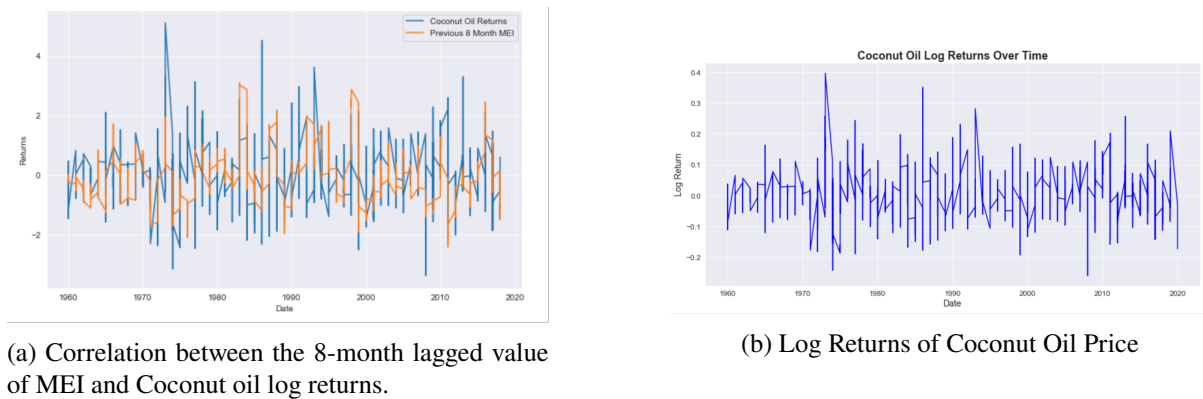 Coconut Oil Returns
Previous 8 Month MEI
4
2
0
−2
Returns
1960 1970 1980 1990 2000 2010 2020
Date
(a) Correlation between the 8-month lagged value
of MEI and Coconut oil log returns.
Coconut Oil Log Returns Over Time
0.4
0.3
0.2
0.1
0.0
−0.1
−0.2
Log Return
1960 1970 1980 1990 2000 2010 2020
Date
(b) Log Returns of Coconut Oil Price